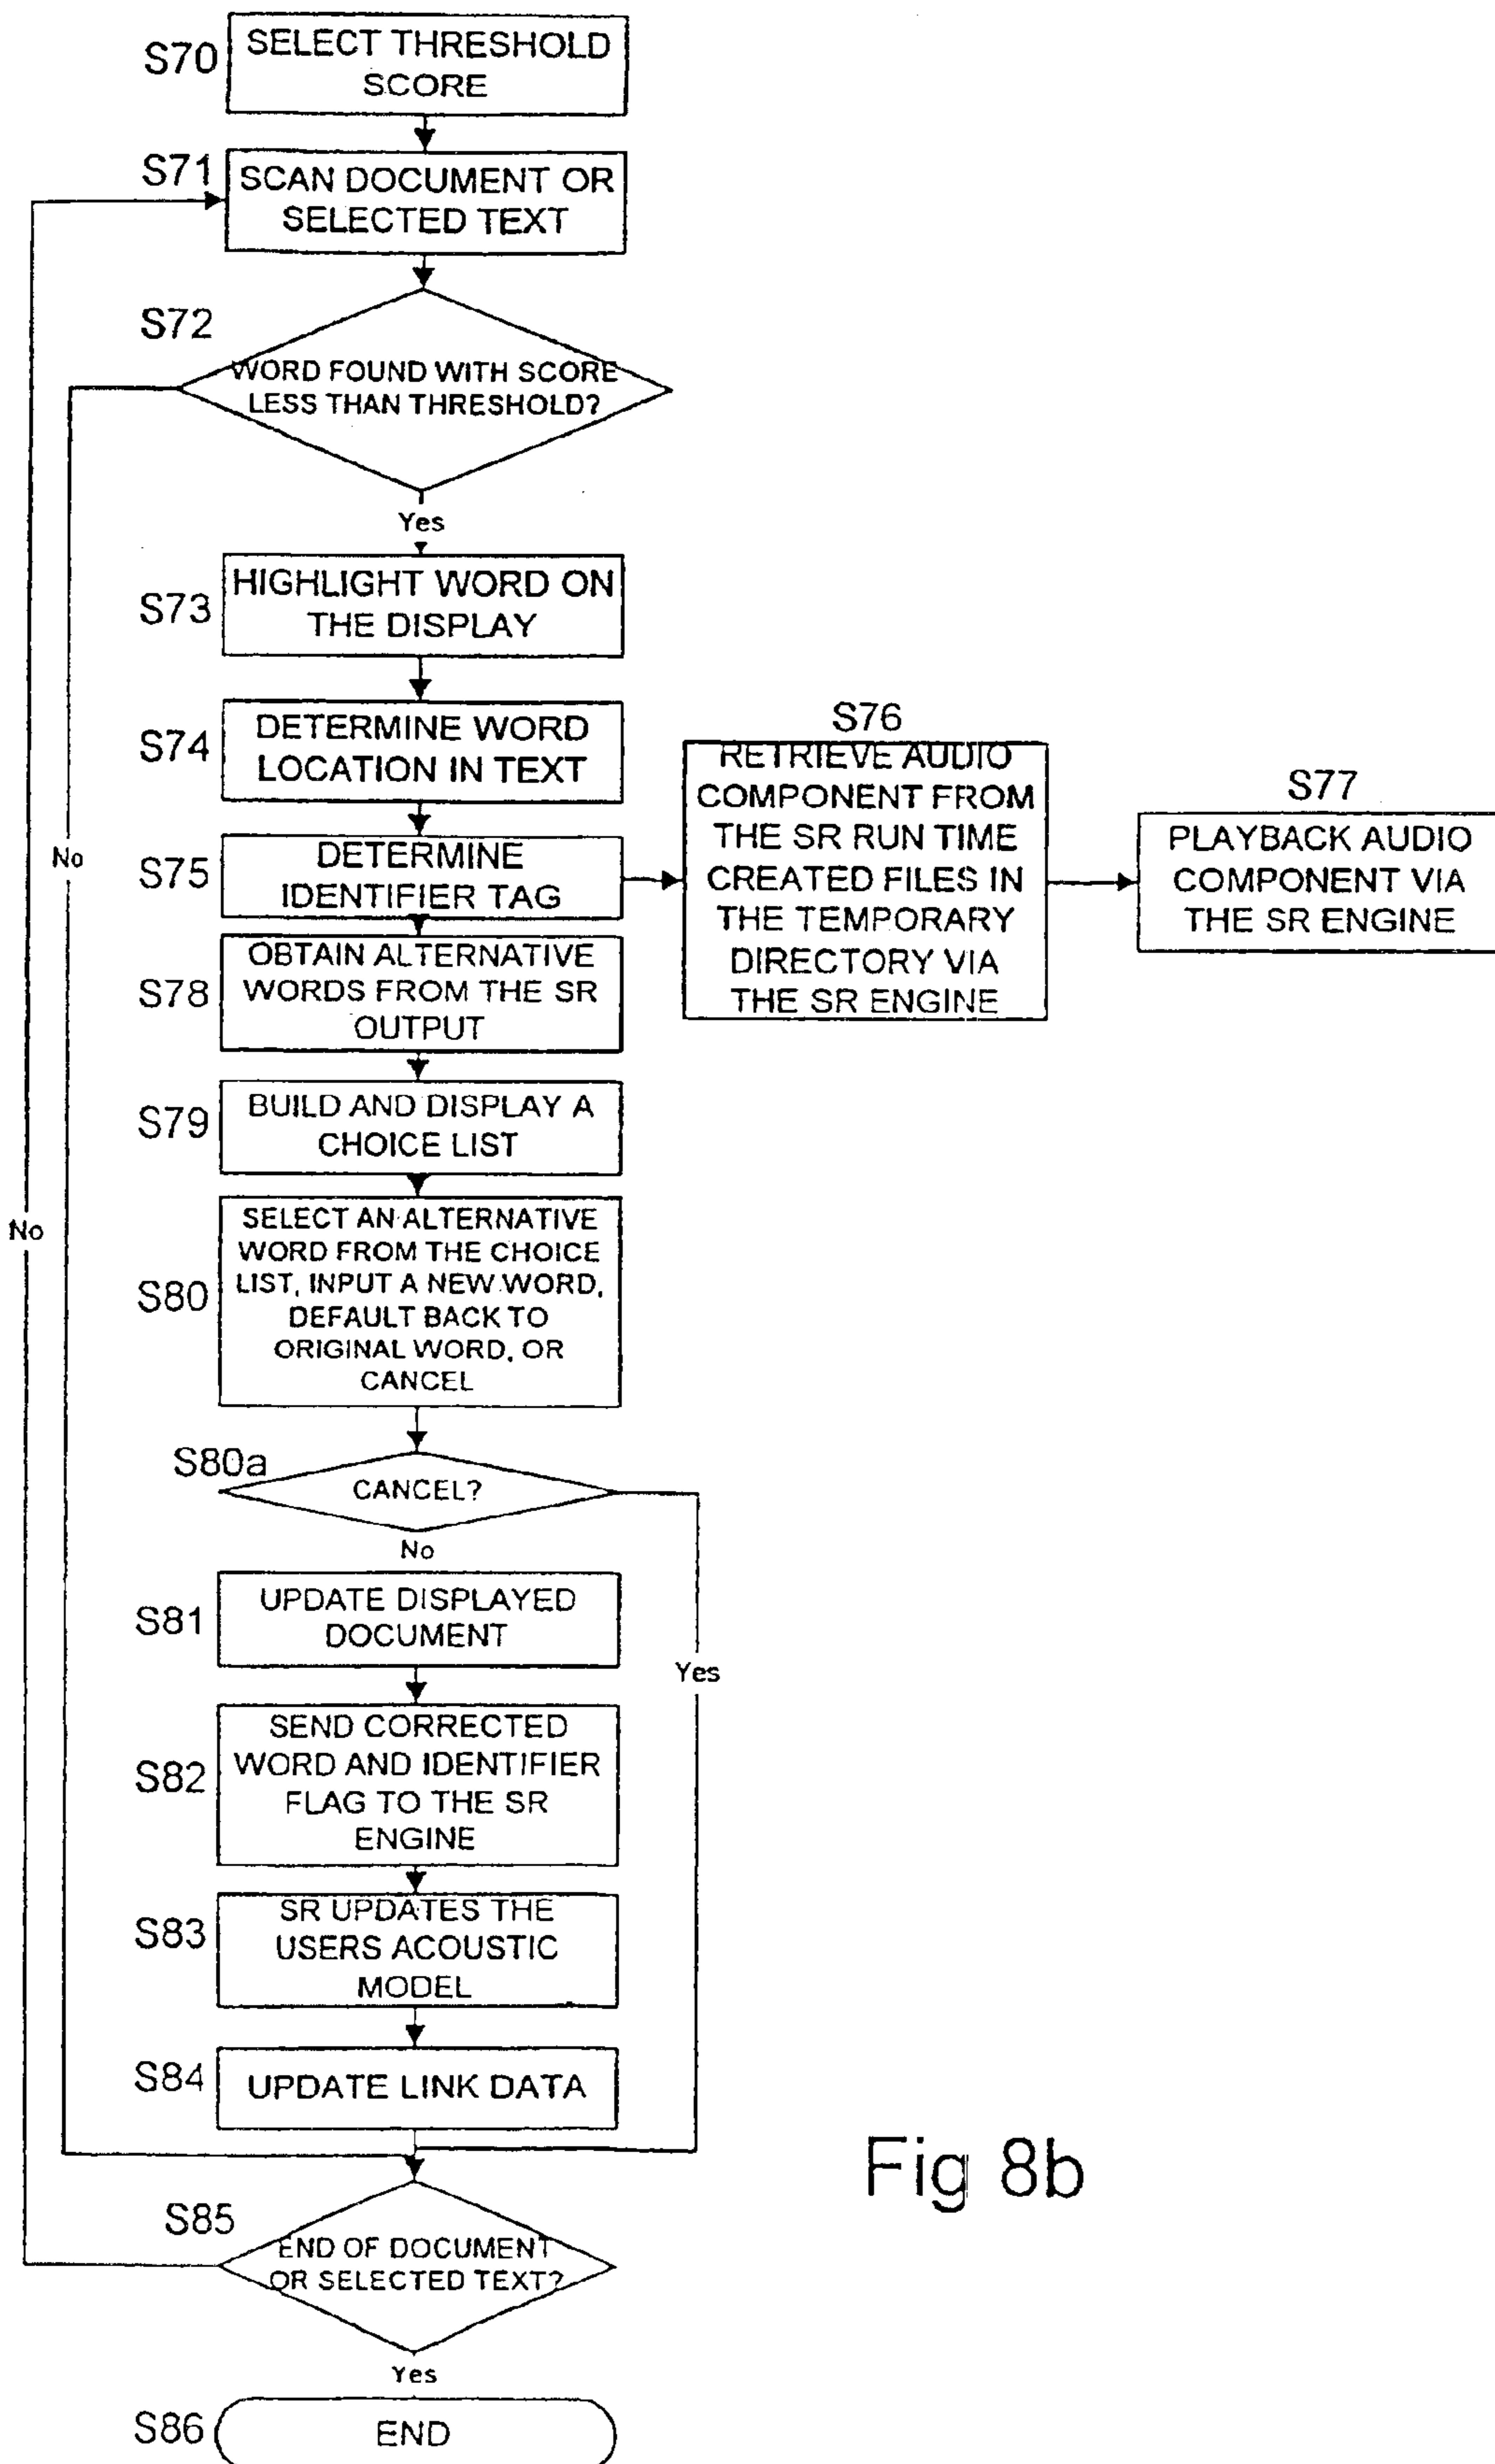 S70
SELECT THRESHOLD
SCORE
S71
SCAN DOCUMENT OR
SELECTED TEXT
S72
WORD FOUND WITH SCORE
LESS THAN THRESHOLD?
Yes
No
S73
HIGHLIGHT WORD ON
THE DISPLAY
S74
DETERMINE WORD
LOCATION IN TEXT
S75
DETERMINE
IDENTIFIER TAG
S76
RETRIEVE AUDIO
COMPONENT FROM
THE SR RUN TIME
CREATED FILES IN
THE TEMPORARY
DIRECTORY VIA
THE SR ENGINE
S77
PLAYBACK AUDIO
COMPONENT VIA
THE SR ENGINE
S78
OBTAIN ALTERNATIVE
WORDS FROM THE SR
OUTPUT
S79
BUILD AND DISPLAY A
CHOICE LIST
S80
SELECT AN ALTERNATIVE
WORD FROM THE CHOICE
LIST, INPUT A NEW WORD,
DEFAULT BACK TO
ORIGINAL WORD, OR
CANCEL
S80a
CANCEL?
No
Yes
S81
UPDATE DISPLAYED
DOCUMENT
S82
SEND CORRECTED
WORD AND IDENTIFIER
FLAG TO THE SR
ENGINE
S83
SR UPDATES THE
USERS ACOUSTIC
MODEL
S84
UPDATE LINK DATA
S85
END OF DOCUMENT
OR SELECTED TEXT?
No
Yes
S86
END
Fig 8b